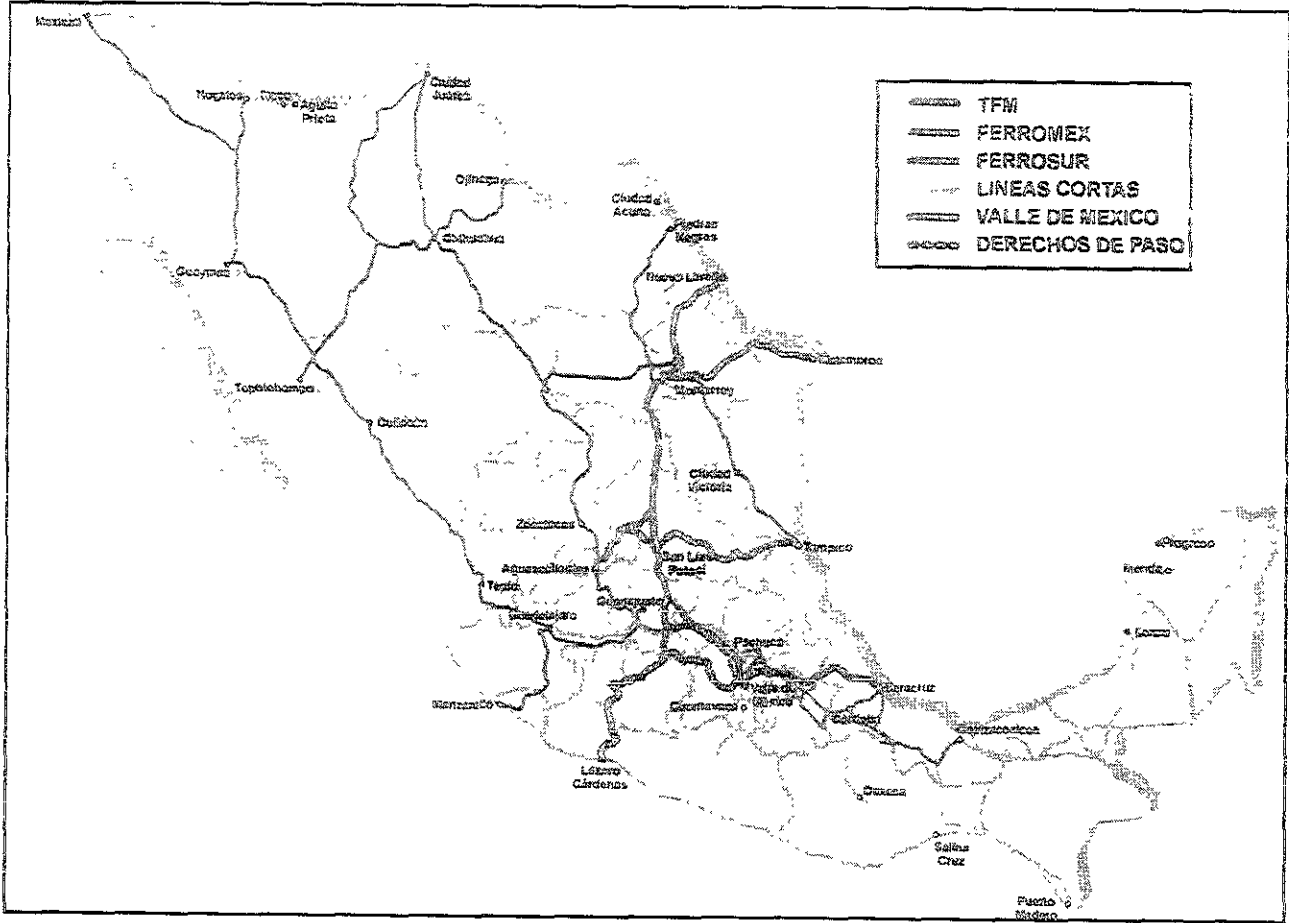 Mexicali
Nogales
Naco
Agua
Prieta
Ciudad
Juárez
TFM
FERROMEX
FERROSUR
LINEAS CORTAS
VALLE DE MEXICO
DERECHOS DE PASO
Ojinaga
Ciudad
Acuña
Piedras
Negras
Chihuahua
Guaymas
Nuevo Laredo
Matamoros
Topolobampo
Monterrey
Culiacán
Ciudad
Victoria
Zacatecas
Tampico
San Luis
Potosí
Aguascalientes
Progreso
Mérida
Tepic
Guanajuato
Guadalajara
Pachuca
Manzanillo
Valle de
México
Veracruz
Cuernavaca
Coatzacoalcos
Lázaro
Cárdenas
Oaxaca
Salina
Cruz
Puerto
Madero